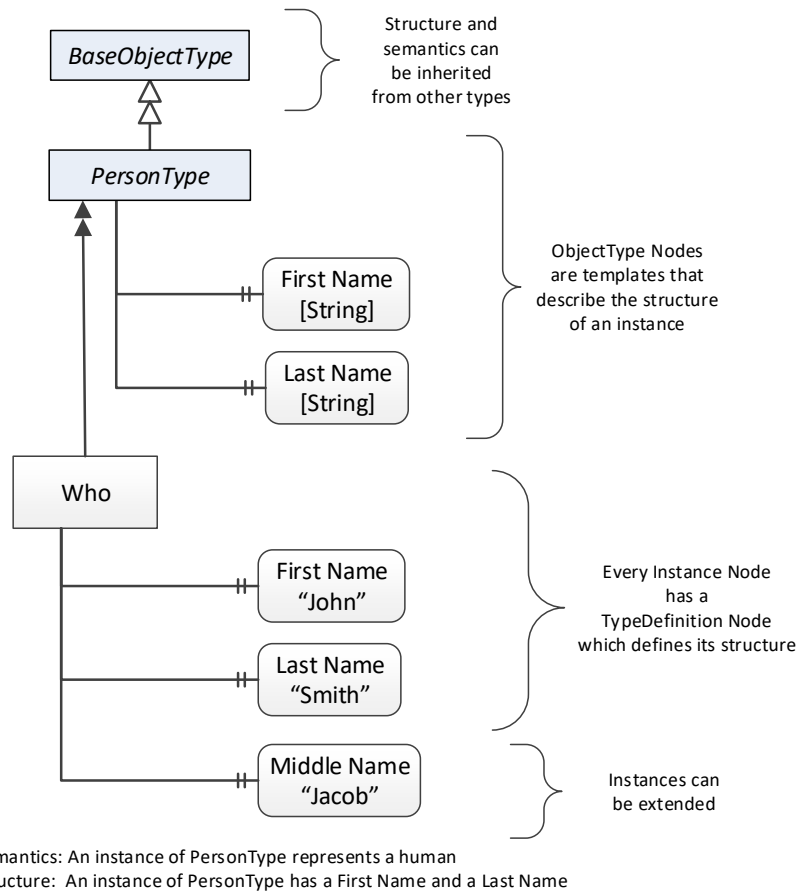 BaseObjectType
Structure and
semantics can
be inherited
from other types
PersonType
First Name
[String]
Last Name
[String]
ObjectType Nodes
are templates that
describe the structure
of an instance
Who
First Name
“John”
Last Name
“Smith”
Every Instance Node
has a
TypeDefinition Node
which defines its structure
Middle Name
“Jacob”
Instances can
be extended
mantics: An instance of PersonType represents a human
ucture: An instance of PersonType has a First Name and a Last Name